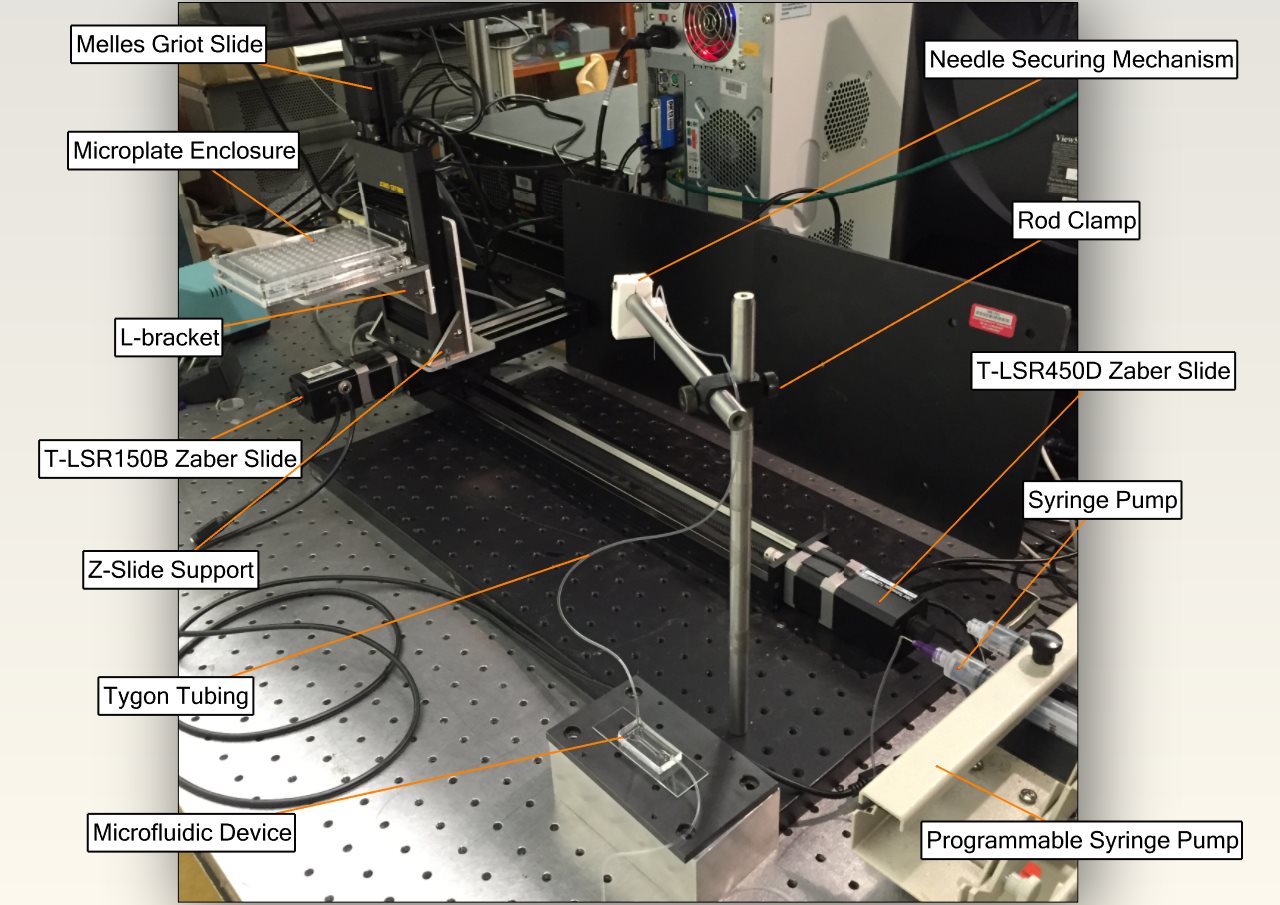 Melles Griot Slide
Needle Securing Mechanism
Microplate Enclosure
Rod Clamp
L-bracket
T-LSR450D Zaber Slide
T-LSR150B Zaber Slide
Syringe Pump
Z-Slide Support
Tygon Tubing
Microfluidic Device
Programmable Syringe Pump